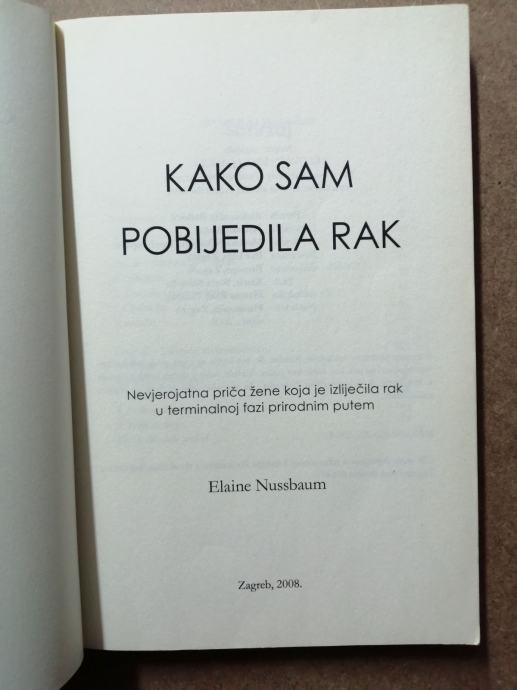 KAKO SAM
POBIJEDILA RAK
Nevjerojatna priča žene koja je izliječila rak
u terminalnoj fazi prirodnim putem
Elaine Nussbaum
Zagreb, 2008.